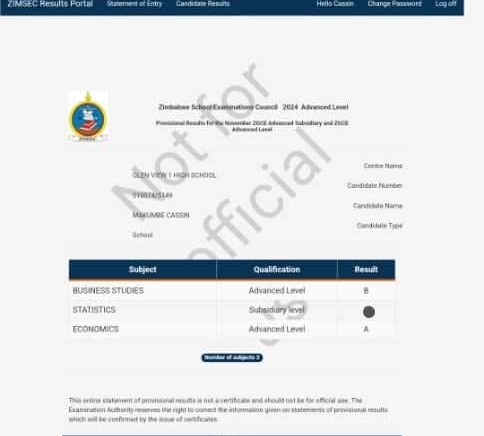 ZIMSEC Results Portal Statement of Entry Candidate Results Hello Cassin Change Password Log off
Zimbabwe School Examinations Council 2024 Advanced Level
Provisional Results for the November ZGCE Advanced Subsidiary and ZGCE
Advanced Level
Not for
official
Centre Name
GLEN VIEW 1 HIGH SCHOOL
Candidate Number
Candidate Name
MAKUMBE CASSIN
Candidate Type
School
Subject Qualification Result
BUSINESS STUDIES Advanced Level B
STATISTICS Subsidiary level
ECONOMICS Advanced Level A
Number of subjects 3
This online statement of provisional results is not a certificate and should not be for official use. The
Examination Authority reserves the right to correct the information given on statements of provisional results
which will be confirmed by the issue of certificates.